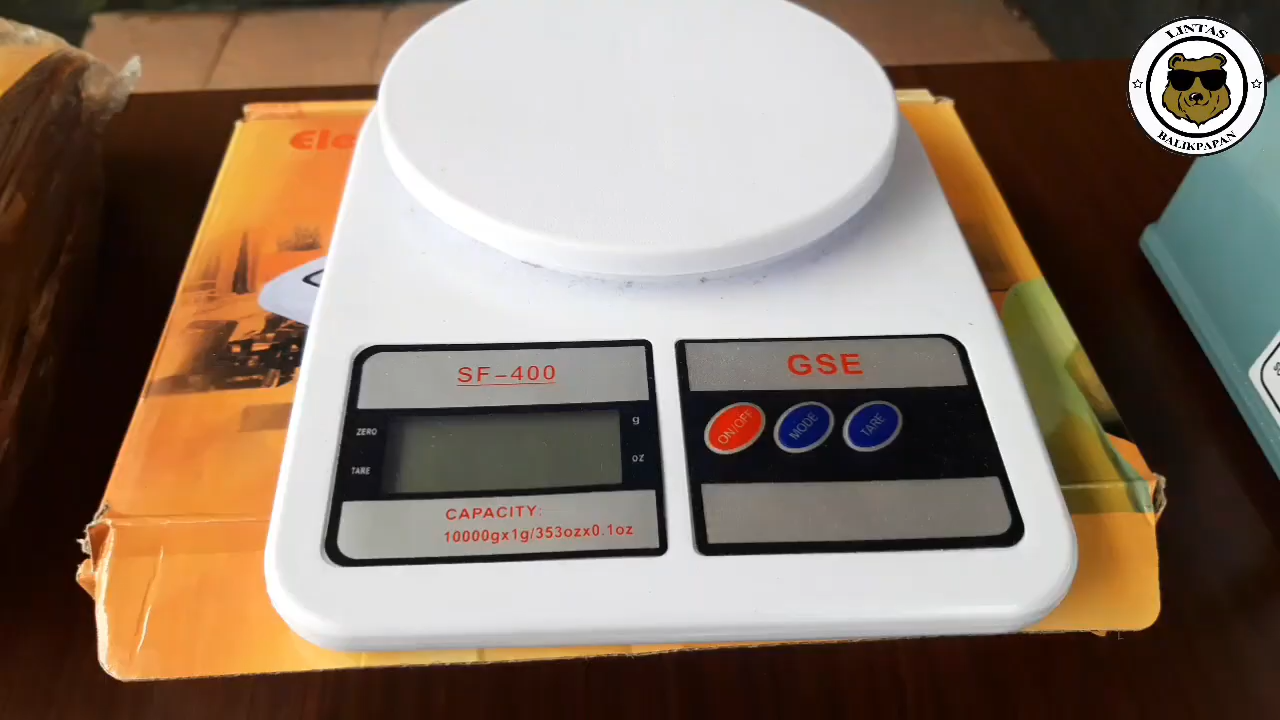 LINTAS
BALIKPAPAN
SF-400
ZERO
TARE
g
oz
CAPACITY:
10000gx1g/353ozx0.1oz
GSE
ON/OFF
MODE
TARE